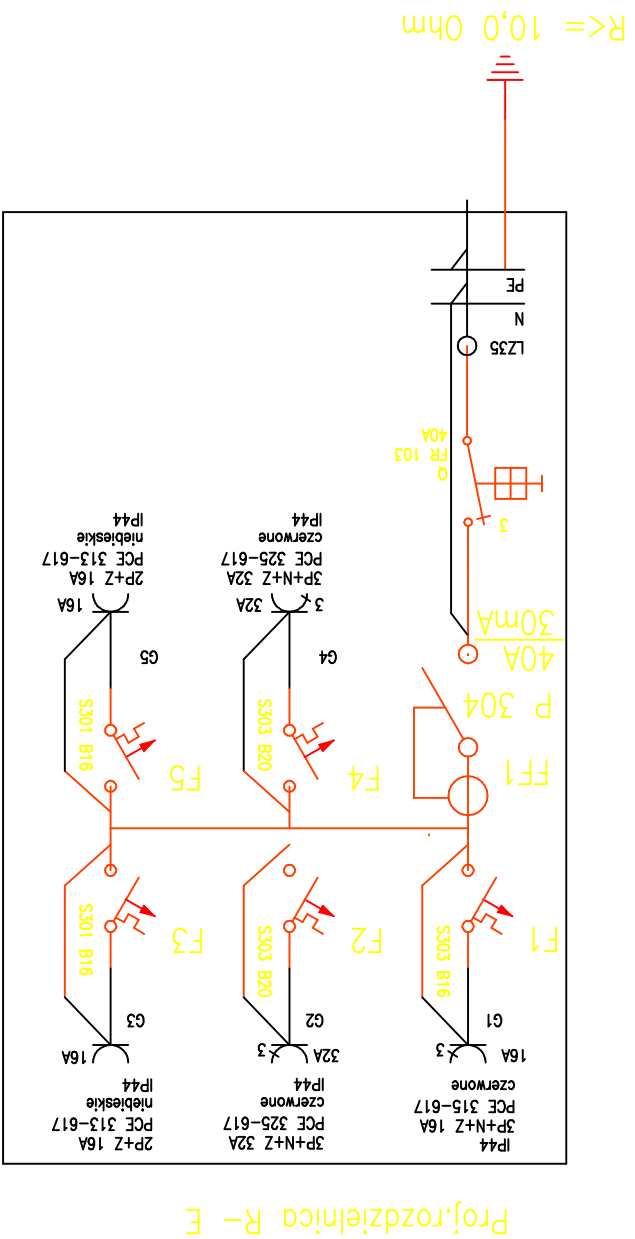 Proj.rozdzielnica R- E
IP44
3P+N+Z 16A
PCE 315-617
czerwone
16A
3
G1
F1
S303 B16
3P+N+Z 32A
PCE 325-617
czerwone
IP44
32A
3
G2
F2
S303 B20
2P+Z 16A
PCE 313-617
niebieskie
IP44
16A
G3
F3
S301 B16
FF1
P 304
40A
30mA
3
Q
FR 103
40A
LZ35
N
PE
F4
S303 B20
G4
3
32A
3P+N+Z 32A
PCE 325-617
czerwone
IP44
F5
S301 B16
G5
16A
2P+Z 16A
PCE 313-617
niebieskie
IP44
R<= 10,0 Ohm